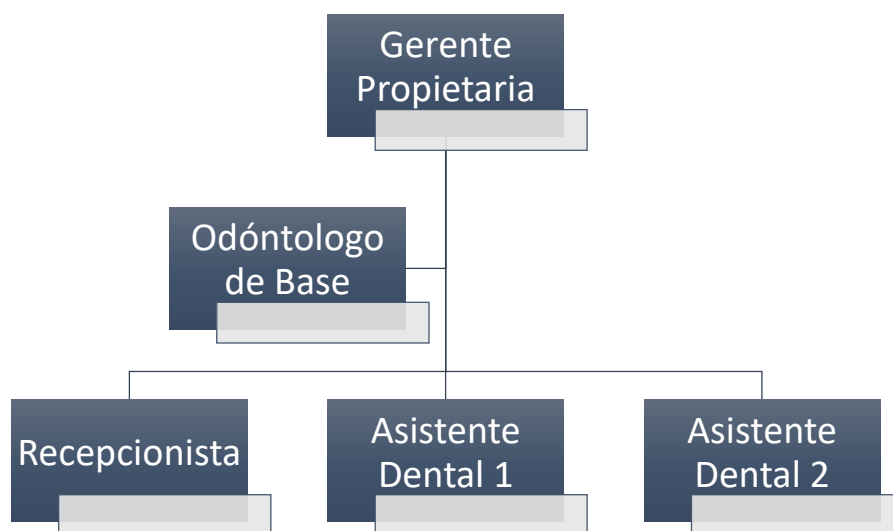 Gerente
Propietaria
Odóntologo
de Base
Recepcionista
Asistente
Dental 1
Asistente
Dental 2